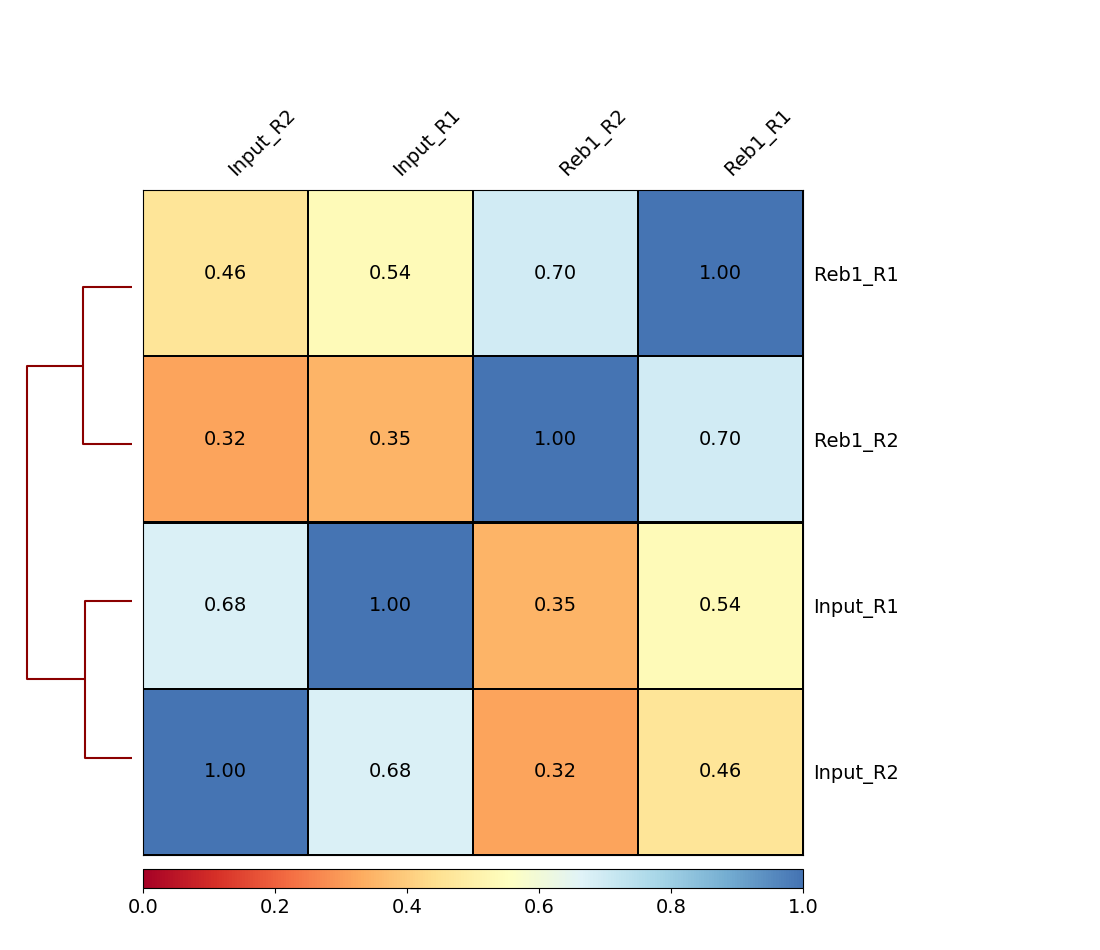 Input_R2 Input_R1 Reb1_R2 Reb1_R1
0.46 0.54 0.70 1.00 Reb1_R1
0.32 0.35 1.00 0.70 Reb1_R2
0.68 1.00 0.35 0.54 Input_R1
1.00 0.68 0.32 0.46 Input_R2
0.0 0.2 0.4 0.6 0.8 1.0